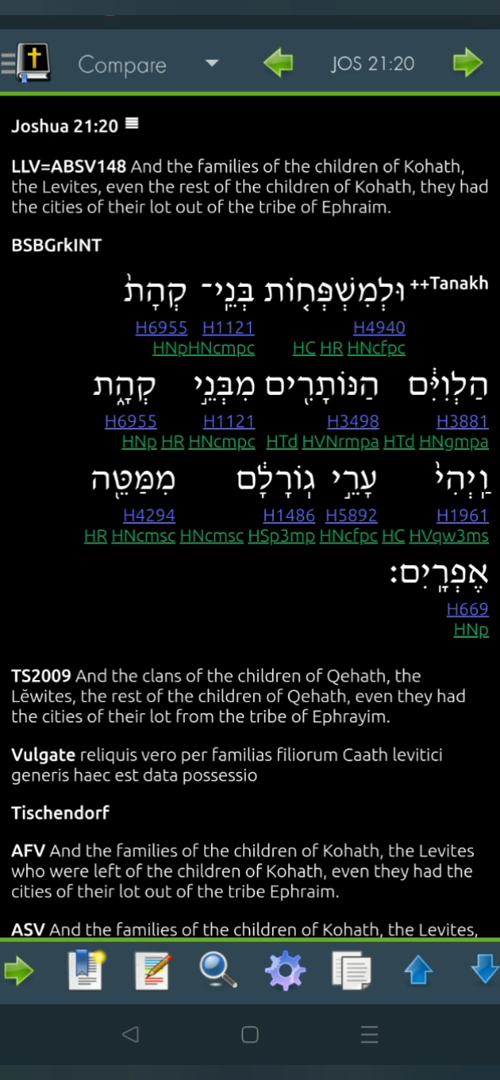 Compare
JOS 21:20
Joshua 21:20
LLV=ABSV148 And the families of the children of Kohath,
the Levites, even the rest of the children of Kohath, they had
the cities of their lot out of the tribe of Ephraim.
BSBGrkINT
++Tanakh וּלְמִשְׁפְּח֤וֹת בְּנֵֽי־ קְהָת֙
H6955 H1121 H4940
HNpHNcmpc HC HR HNcfpc
הַלְוִיִּ֔ם הַנּוֹתָרִ֖ים מִבְּנֵ֣י קְהָ֑ת
H6955 H1121 H3498 H3881
HNp HR HNcmpc HTd HVNrmpa HTd HNgmpa
וַֽיְהִי֙ עָרֵ֣י גֽוֹרָלָ֔ם מִמַּטֵּ֖ה
H4294 H1486 H5892 H1961
HR HNcmsc HNcmsc HSp3mp HNcfpc HC HVqw3ms
אֶפְרָֽיִם׃
H669
HNp
TS2009 And the clans of the children of Qehath, the
Lĕwites, the rest of the children of Qehath, even they had
the cities of their lot from the tribe of Ephrayim.
Vulgate reliquis vero per familias filiorum Caath levitici
generis haec est data possessio
Tischendorf
AFV And the families of the children of Kohath, the Levites
who were left of the children of Kohath, even they had the
cities of their lot out of the tribe Ephraim.
ASV And the families of the children of Kohath, the Levites,